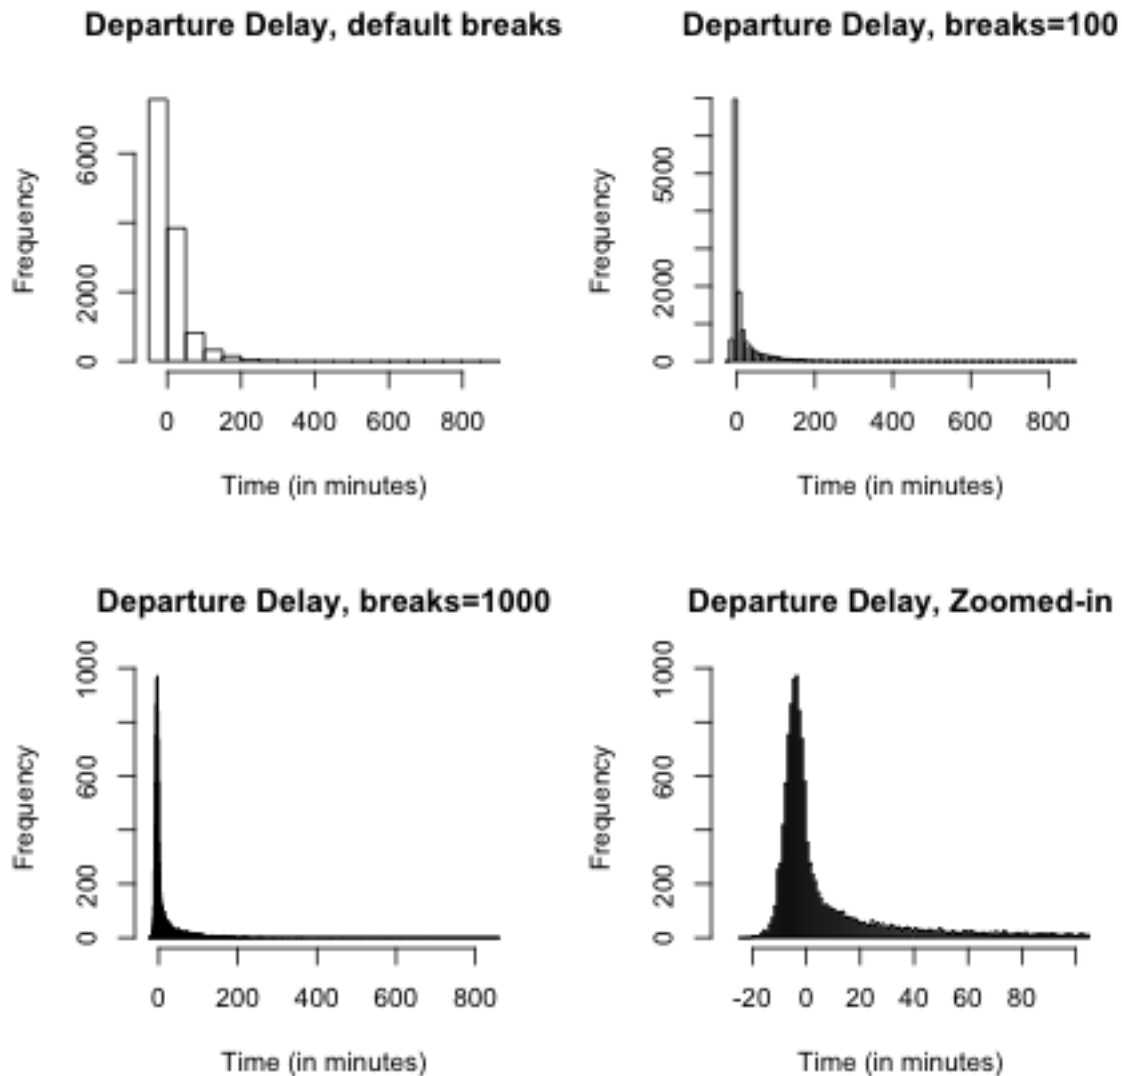 Departure Delay, default breaks
Frequency
0
2000
6000
0 200 400 600 800
Time (in minutes)
Departure Delay, breaks=100
Frequency
0
2000
5000
0 200 400 600 800
Time (in minutes)
Departure Delay, breaks=1000
Frequency
0
200
600
1000
0 200 400 600 800
Time (in minutes)
Departure Delay, Zoomed-in
Frequency
0
200
600
1000
-20 0 20 40 60 80
Time (in minutes)